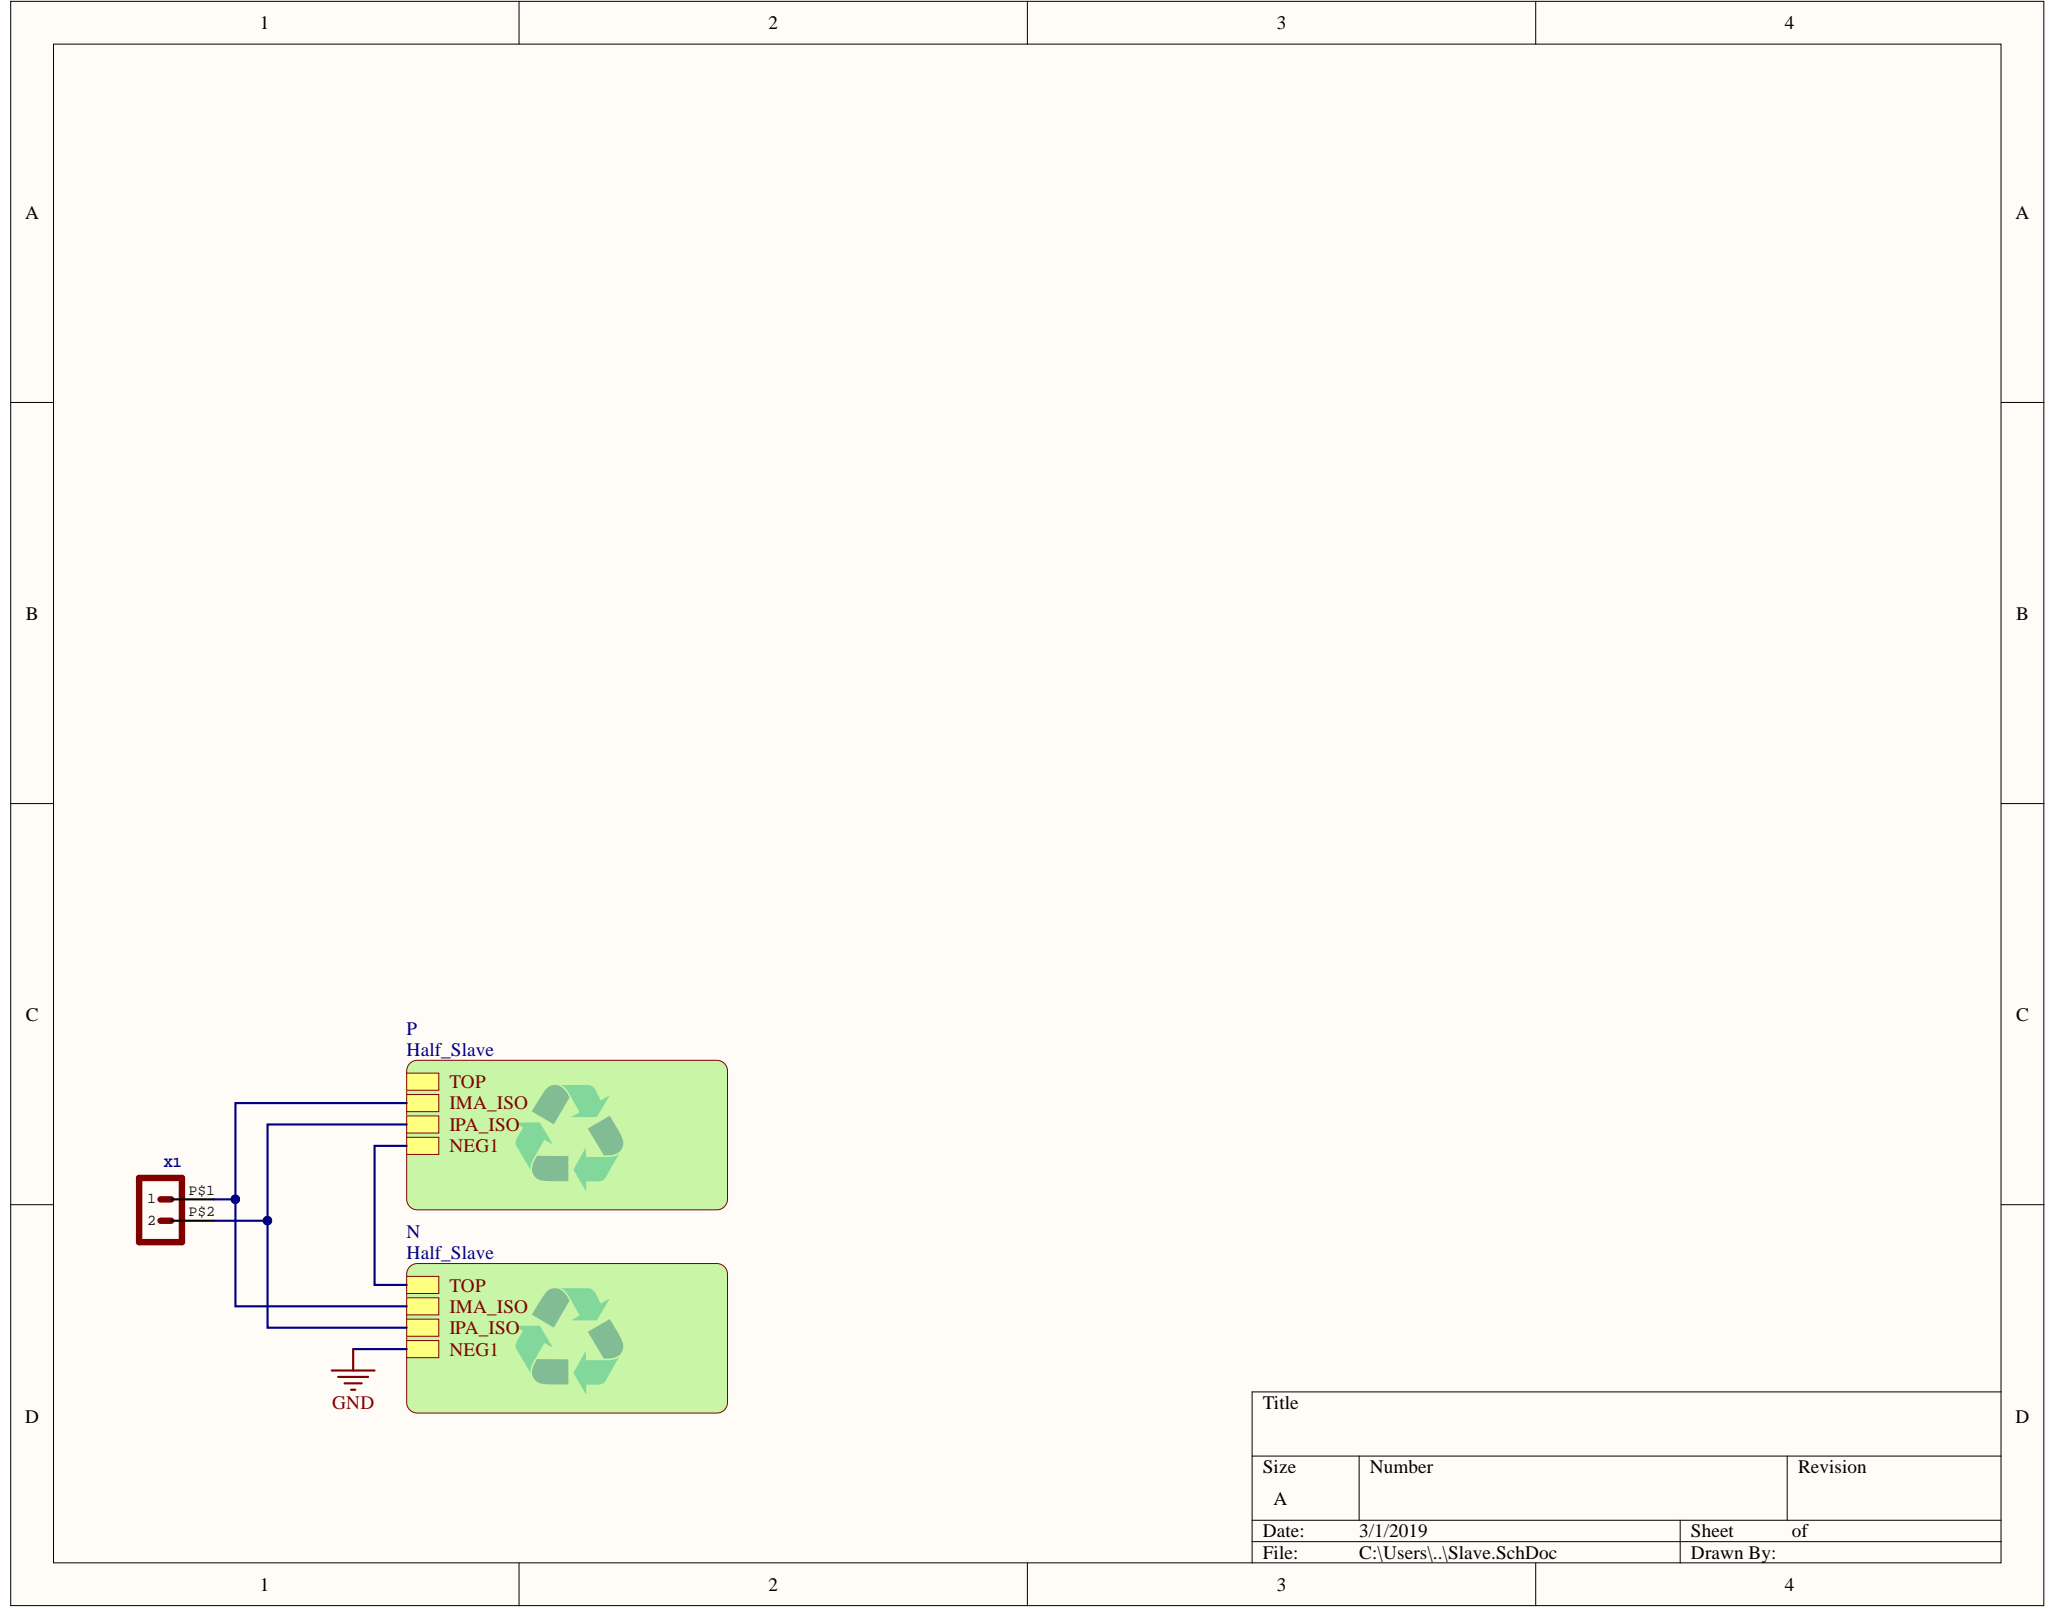 1 2 3 4
A A
B B
C C
P
Half_Slave
TOP
IMA_ISO
IPA_ISO
NEG1
X1
1 P$1
2 P$2
N
Half_Slave
TOP
IMA_ISO
IPA_ISO
NEG1
GND
D D
Title
Size Number Revision
A
Date: 3/1/2019 Sheet of
File: C:\Users\..\Slave.SchDoc Drawn By:
1 2 3 4